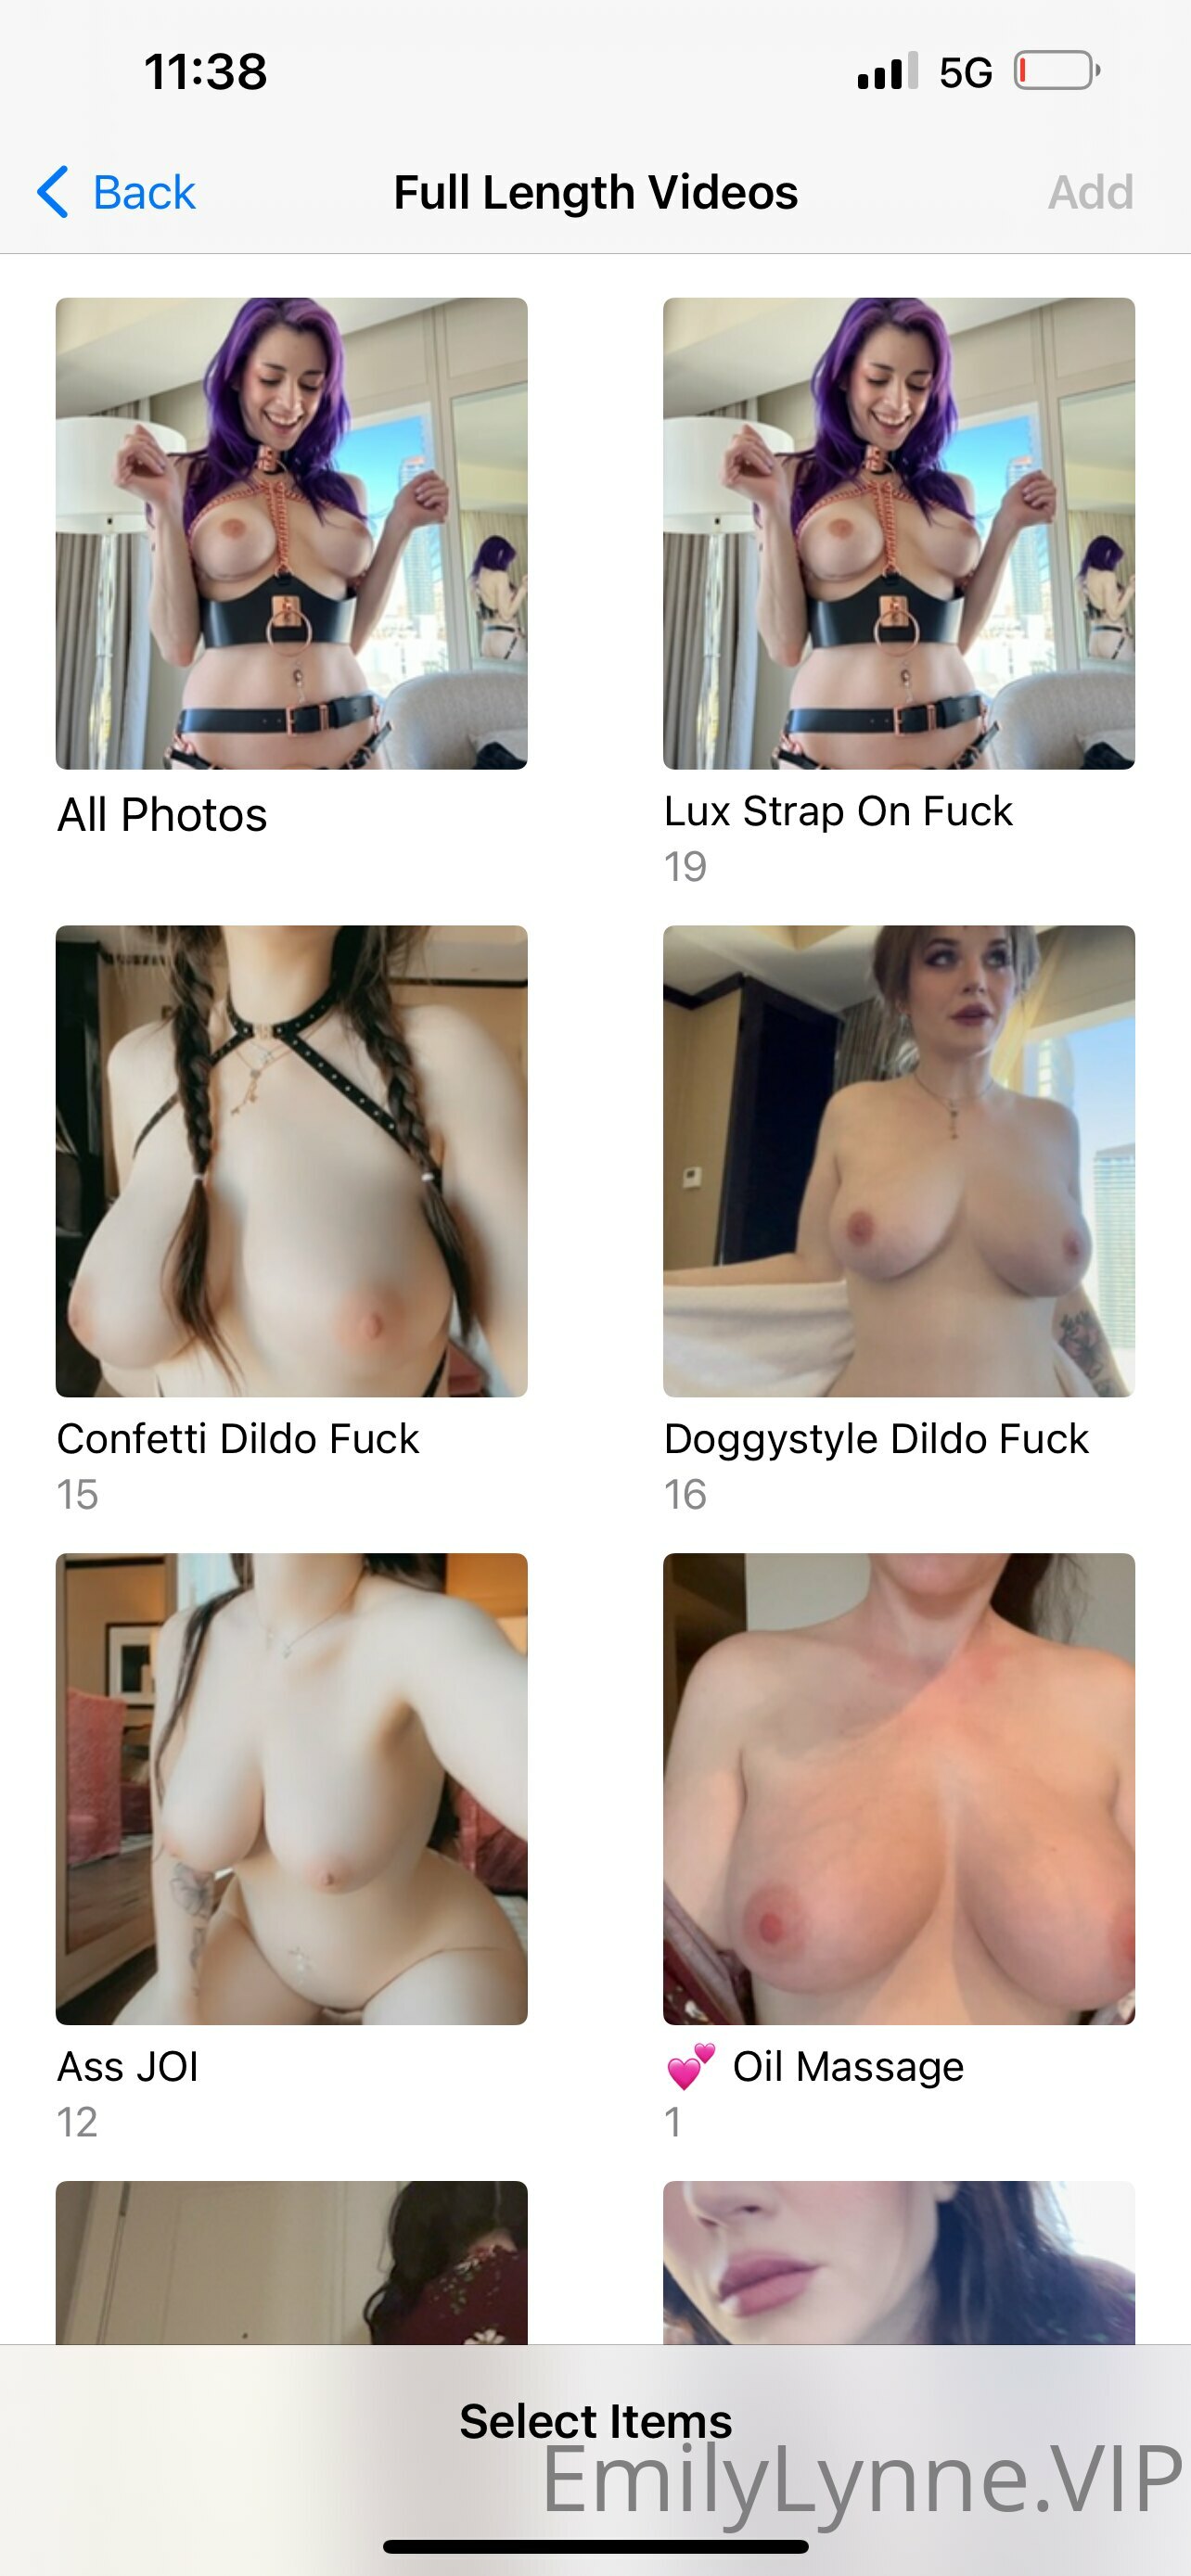 11:38
5G
Back
Full Length Videos
Add
All Photos
Lux Strap On Fuck
19
Confetti Dildo Fuck
15
Doggystyle Dildo Fuck
16
Ass JOI
12
💕 Oil Massage
1
Select Items
EmilyLynne.VIP